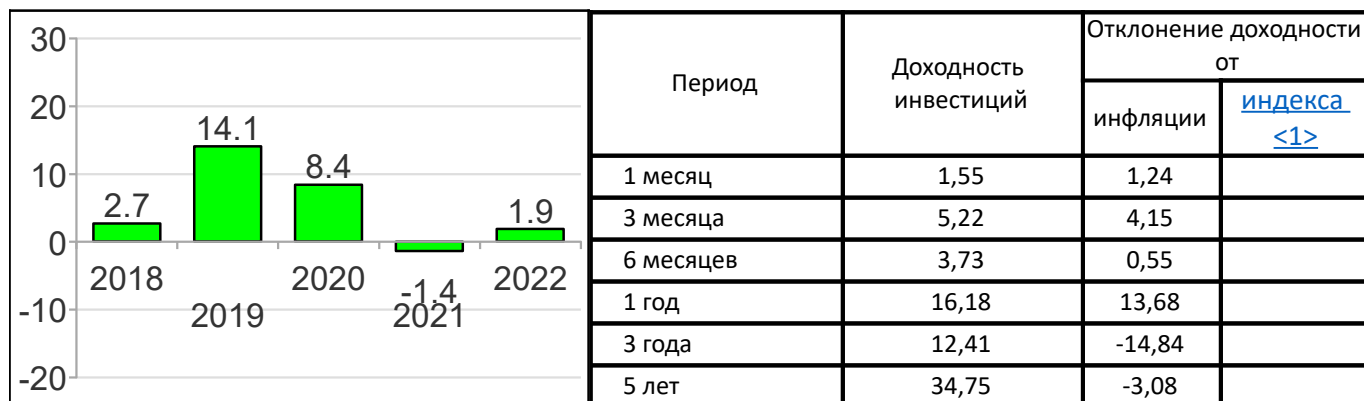 30
20
10
0
-10
-20
2.7
14.1
8.4
-1.4
1.9
2018
2019
2020
2021
2022
Период
Доходность
инвестиций
Отклонение доходности
от
инфляции
индекса
<1>
1 месяц 1,55 1,24
3 месяца 5,22 4,15
6 месяцев 3,73 0,55
1 год 16,18 13,68
3 года 12,41 -14,84
5 лет 34,75 -3,08